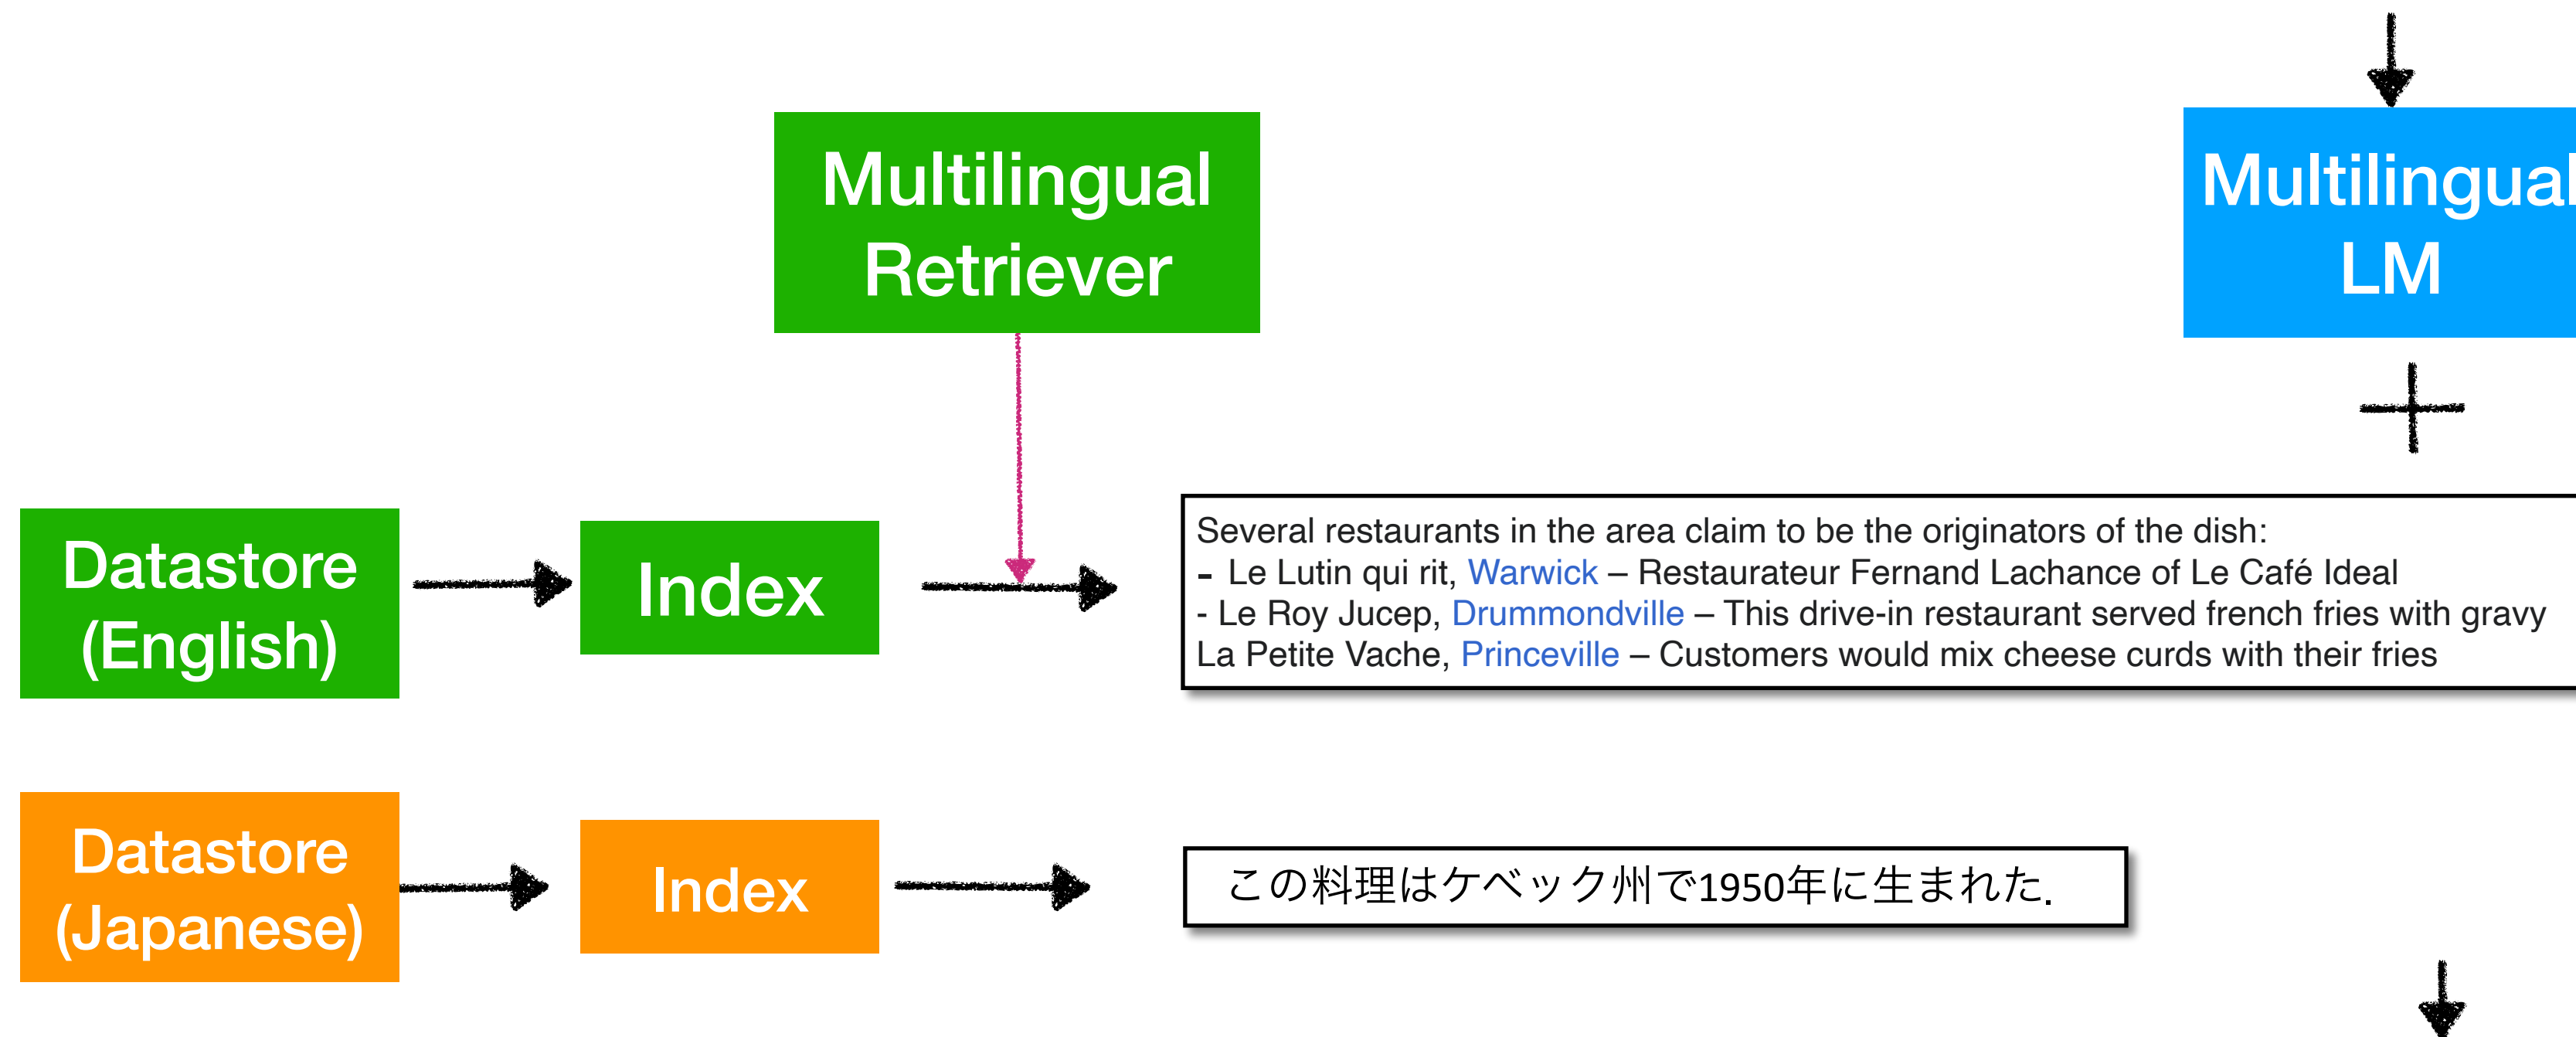 Multilingual
Retriever
Multilingual
LM
Datastore
(English)
Index
Several restaurants in the area claim to be the originators of the dish:
- Le Lutin qui rit, Warwick – Restaurateur Fernand Lachance of Le Café Ideal
- Le Roy Jucep, Drummondville – This drive-in restaurant served french fries with gravy
La Petite Vache, Princeville – Customers would mix cheese curds with their fries
Datastore
(Japanese)
Index
この料理はケベック州で1950年に生まれた.